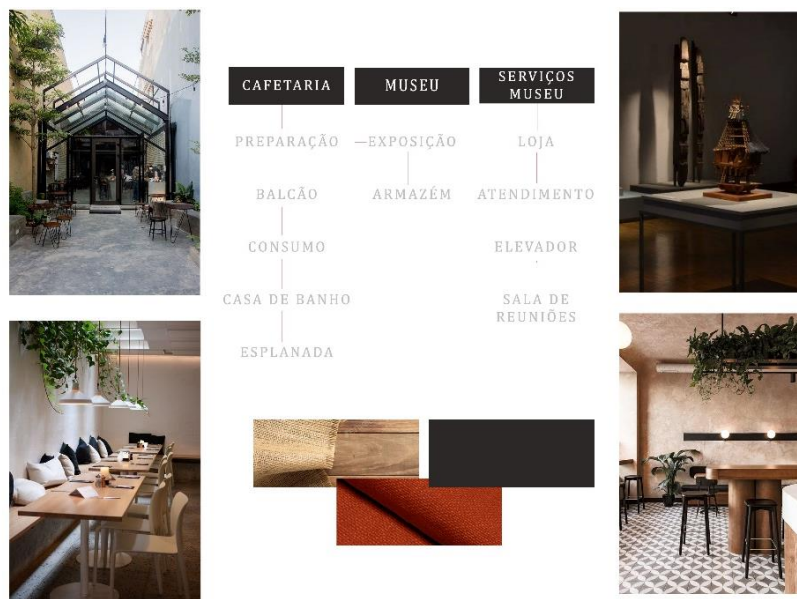 CAFETARIA
PREPARAÇÃO
BALCÃO
CONSUMO
CASA DE BANHO
ESPLANADA
MUSEU
EXPOSIÇÃO
ARMAZÉM
SERVIÇOS
MUSEU
LOJA
ATENDIMENTO
ELEVADOR
SALA DE
REUNIÕES